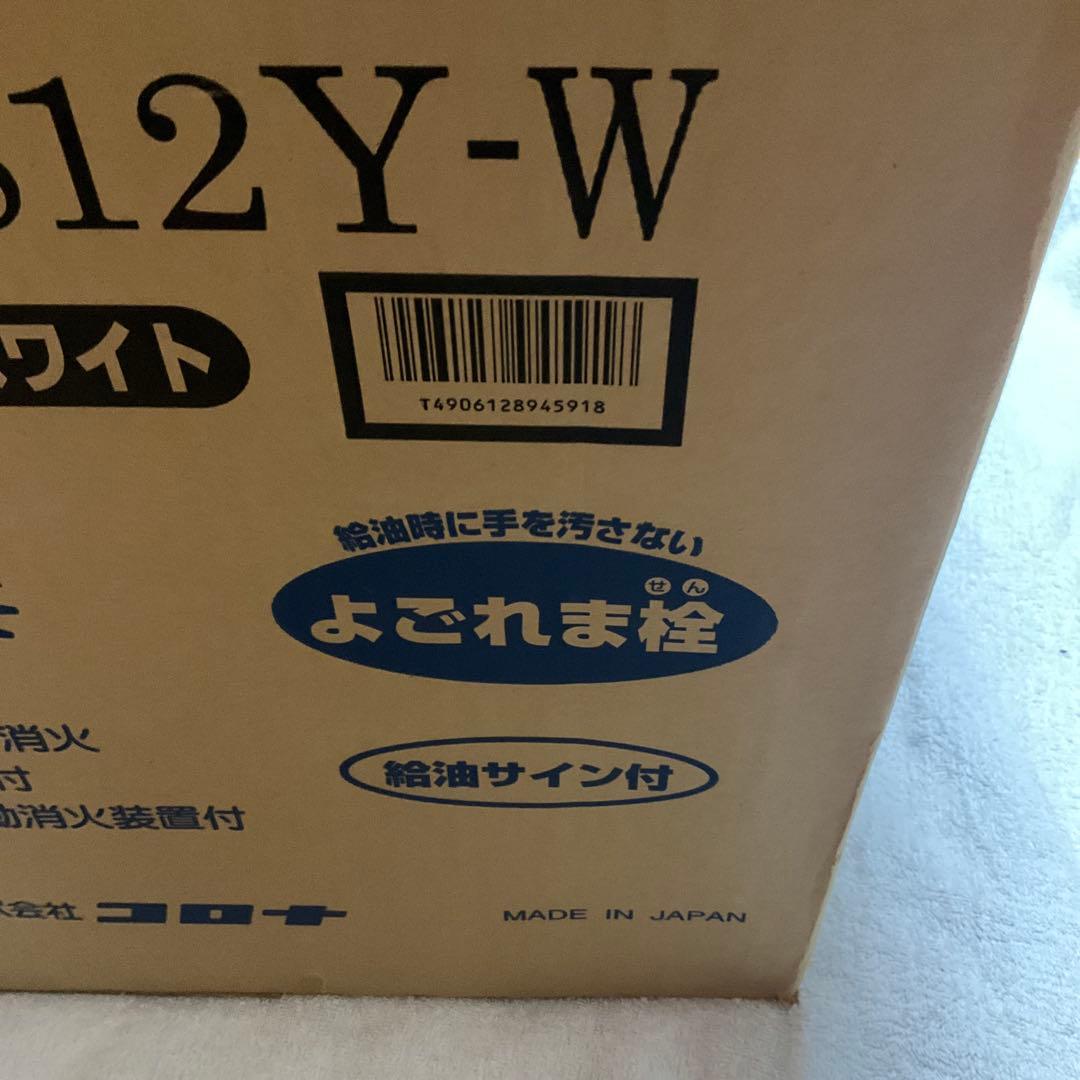 12Y-W
ワイト
T4906128945918
給油時に手を汚さない
せん
よごれま栓
消火
付
給油サイン付
動消火装置付
会社 コロナ
MADE IN JAPAN